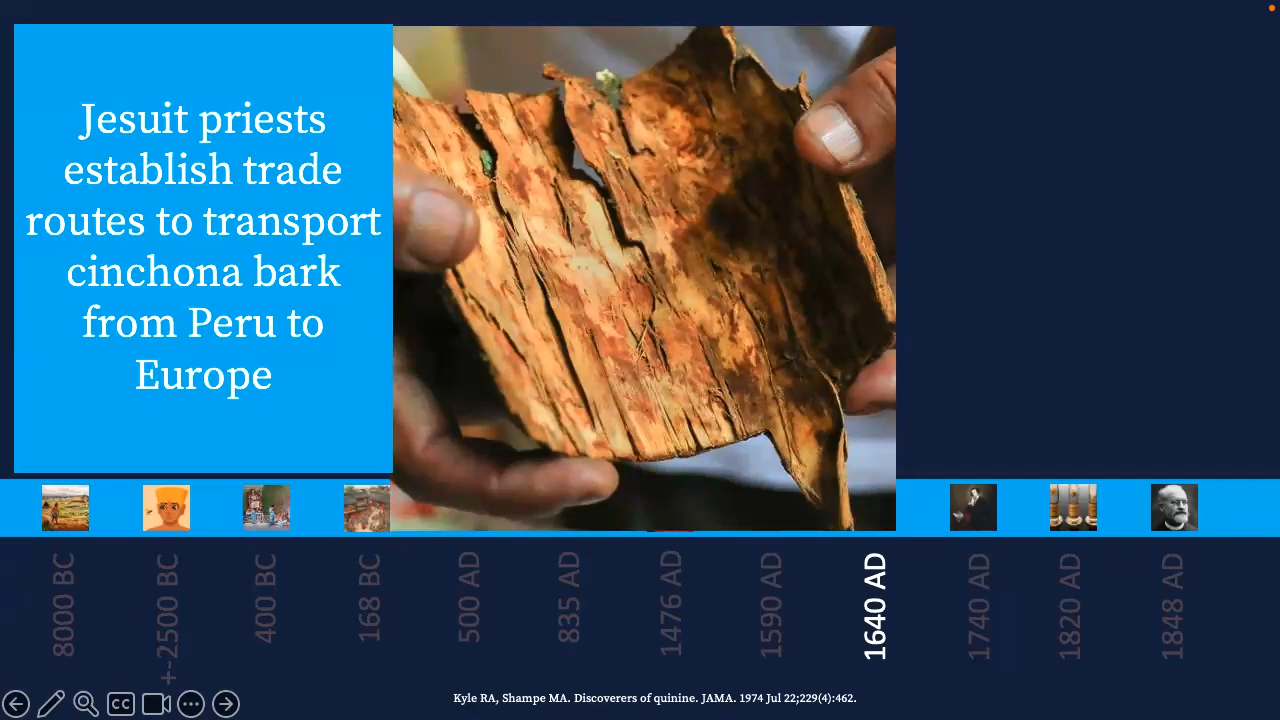 Jesuit priests
establish trade
routes to transport
cinchona bark
from Peru to
Europe
8000 BC
+-2500 BC
400 BC
168 BC
500 AD
835 AD
1476 AD
1590 AD
1640 AD
1740 AD
1820 AD
1848 AD
CC
Kyle RA, Shampe MA. Discoverers of quinine. JAMA. 1974 Jul 22;229(4):462.